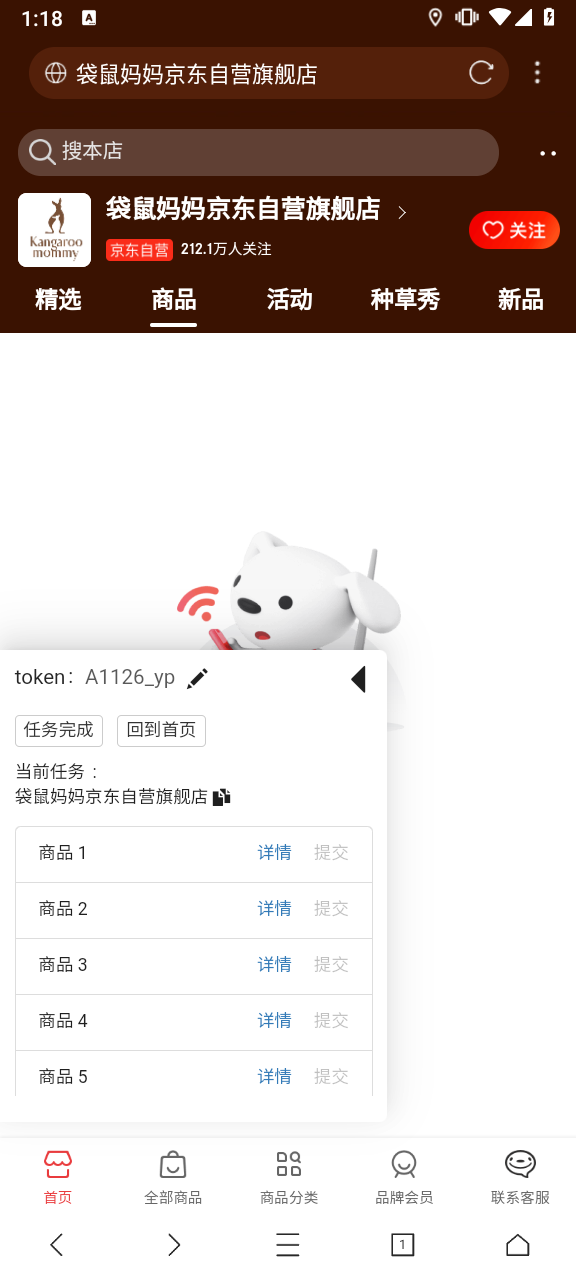 1:18
A
袋鼠妈妈京东自营旗舰店
搜本店
Kangaroo
mommy
袋鼠妈妈京东自营旗舰店
京东自营 212.1万人关注
关注
精选 商品 活动 种草秀 新品
token: A1126_yp
任务完成 回到首页
当前任务：
袋鼠妈妈京东自营旗舰店
商品 1 详情 提交
商品 2 详情 提交
商品 3 详情 提交
商品 4 详情 提交
商品 5 详情 提交
首页 全部商品 商品分类 品牌会员 联系客服
1